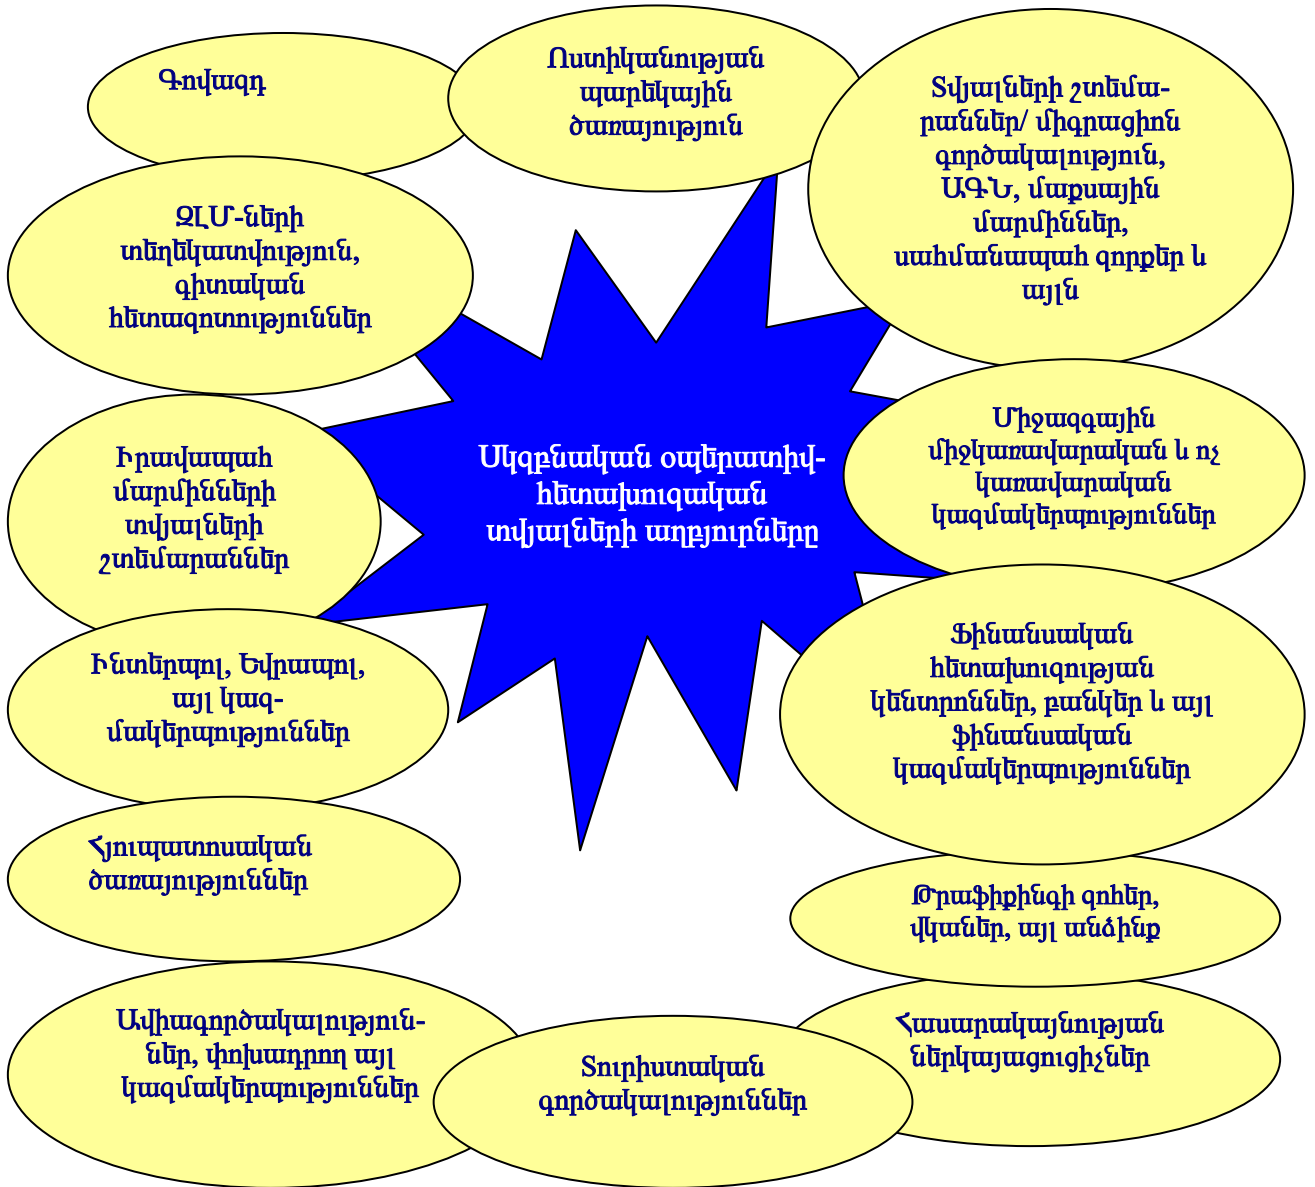 Գովազդ
Ոստիկանության
պարեկային
ծառայություն
Տվյալների շտեմա-
րաններ/ միգրացիոն
գործակալություն,
ԱԳՆ, մաքսային
մարմիններ,
սահմանապահ զորքեր և
այլն
ԶԼՄ-ների
տեղեկատվություն,
գիտական
հետազոտություններ
Միջազգային
միջկառավարական և ոչ
կառավարական
կազմակերպություններ
Սկզբնական օպերատիվ-
հետախուզական
տվյալների աղբյուրները
Իրավապահ
մարմինների
տվյալների
շտեմարաններ
Ֆինանսական
հետախուզության
կենտրոններ, բանկեր և այլ
ֆինանսական
կազմակերպություններ
Ինտերպոլ, Եվրապոլ,
այլ կազ-
մակերպություններ
Հյուպատոսական
ծառայություններ
Թրաֆիքինգի զոհեր,
վկաներ, այլ անձինք
Ավիագործակալություն-
ներ, փոխադրող այլ
կազմակերպություններ
Տուրիստական
գործակալություններ
Հասարակայնության
ներկայացուցիչներ